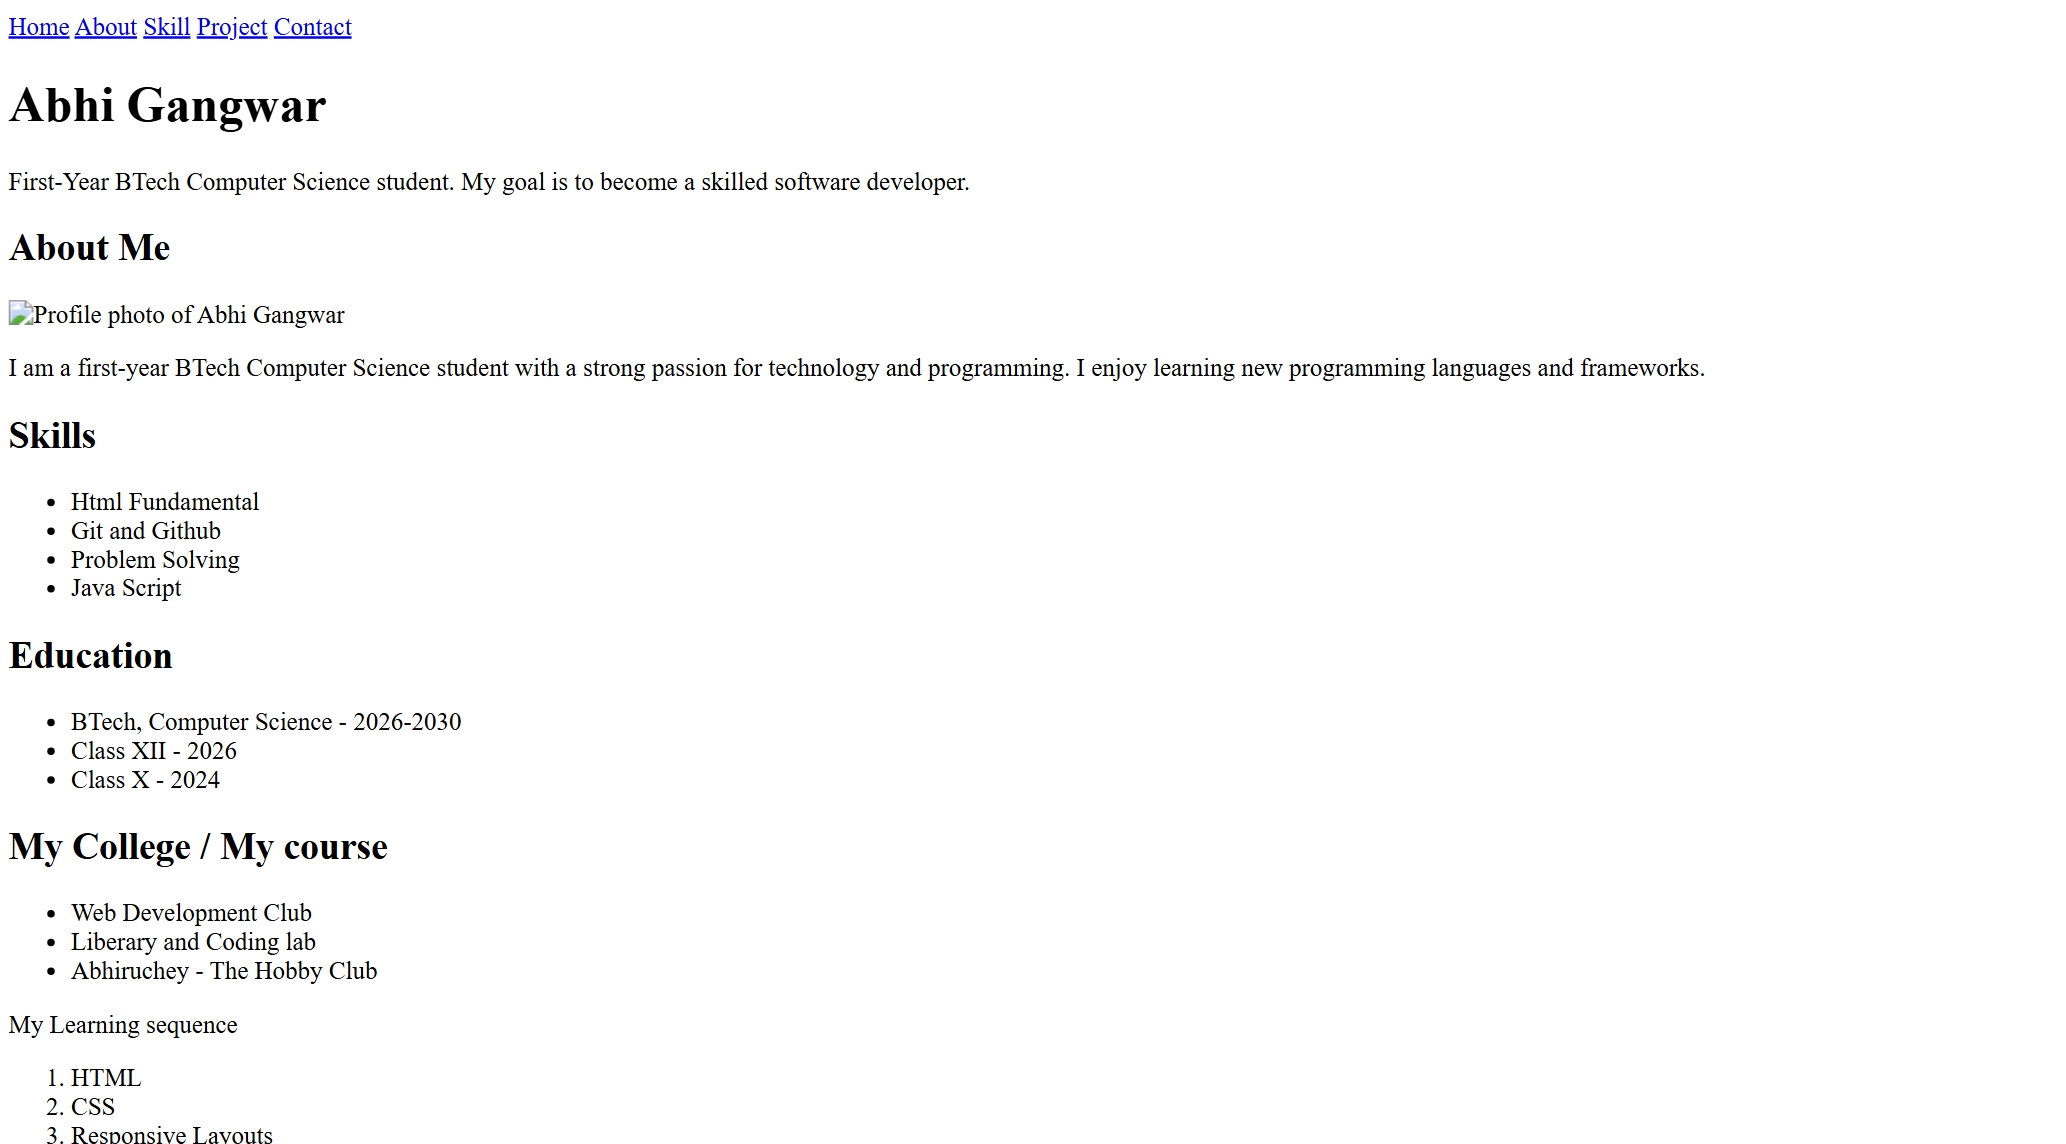 Home About Skill Project Contact
Abhi Gangwar
First-Year BTech Computer Science student. My goal is to become a skilled software developer.
About Me
Profile photo of Abhi Gangwar
I am a first-year BTech Computer Science student with a strong passion for technology and programming. I enjoy learning new programming languages and frameworks.
Skills
• Html Fundamental
• Git and Github
• Problem Solving
• Java Script
Education
• BTech, Computer Science - 2026-2030
• Class XII - 2026
• Class X - 2024
My College / My course
• Web Development Club
• Liberary and Coding lab
• Abhiruchey - The Hobby Club
My Learning sequence
1. HTML
2. CSS
3. Responsive Layouts